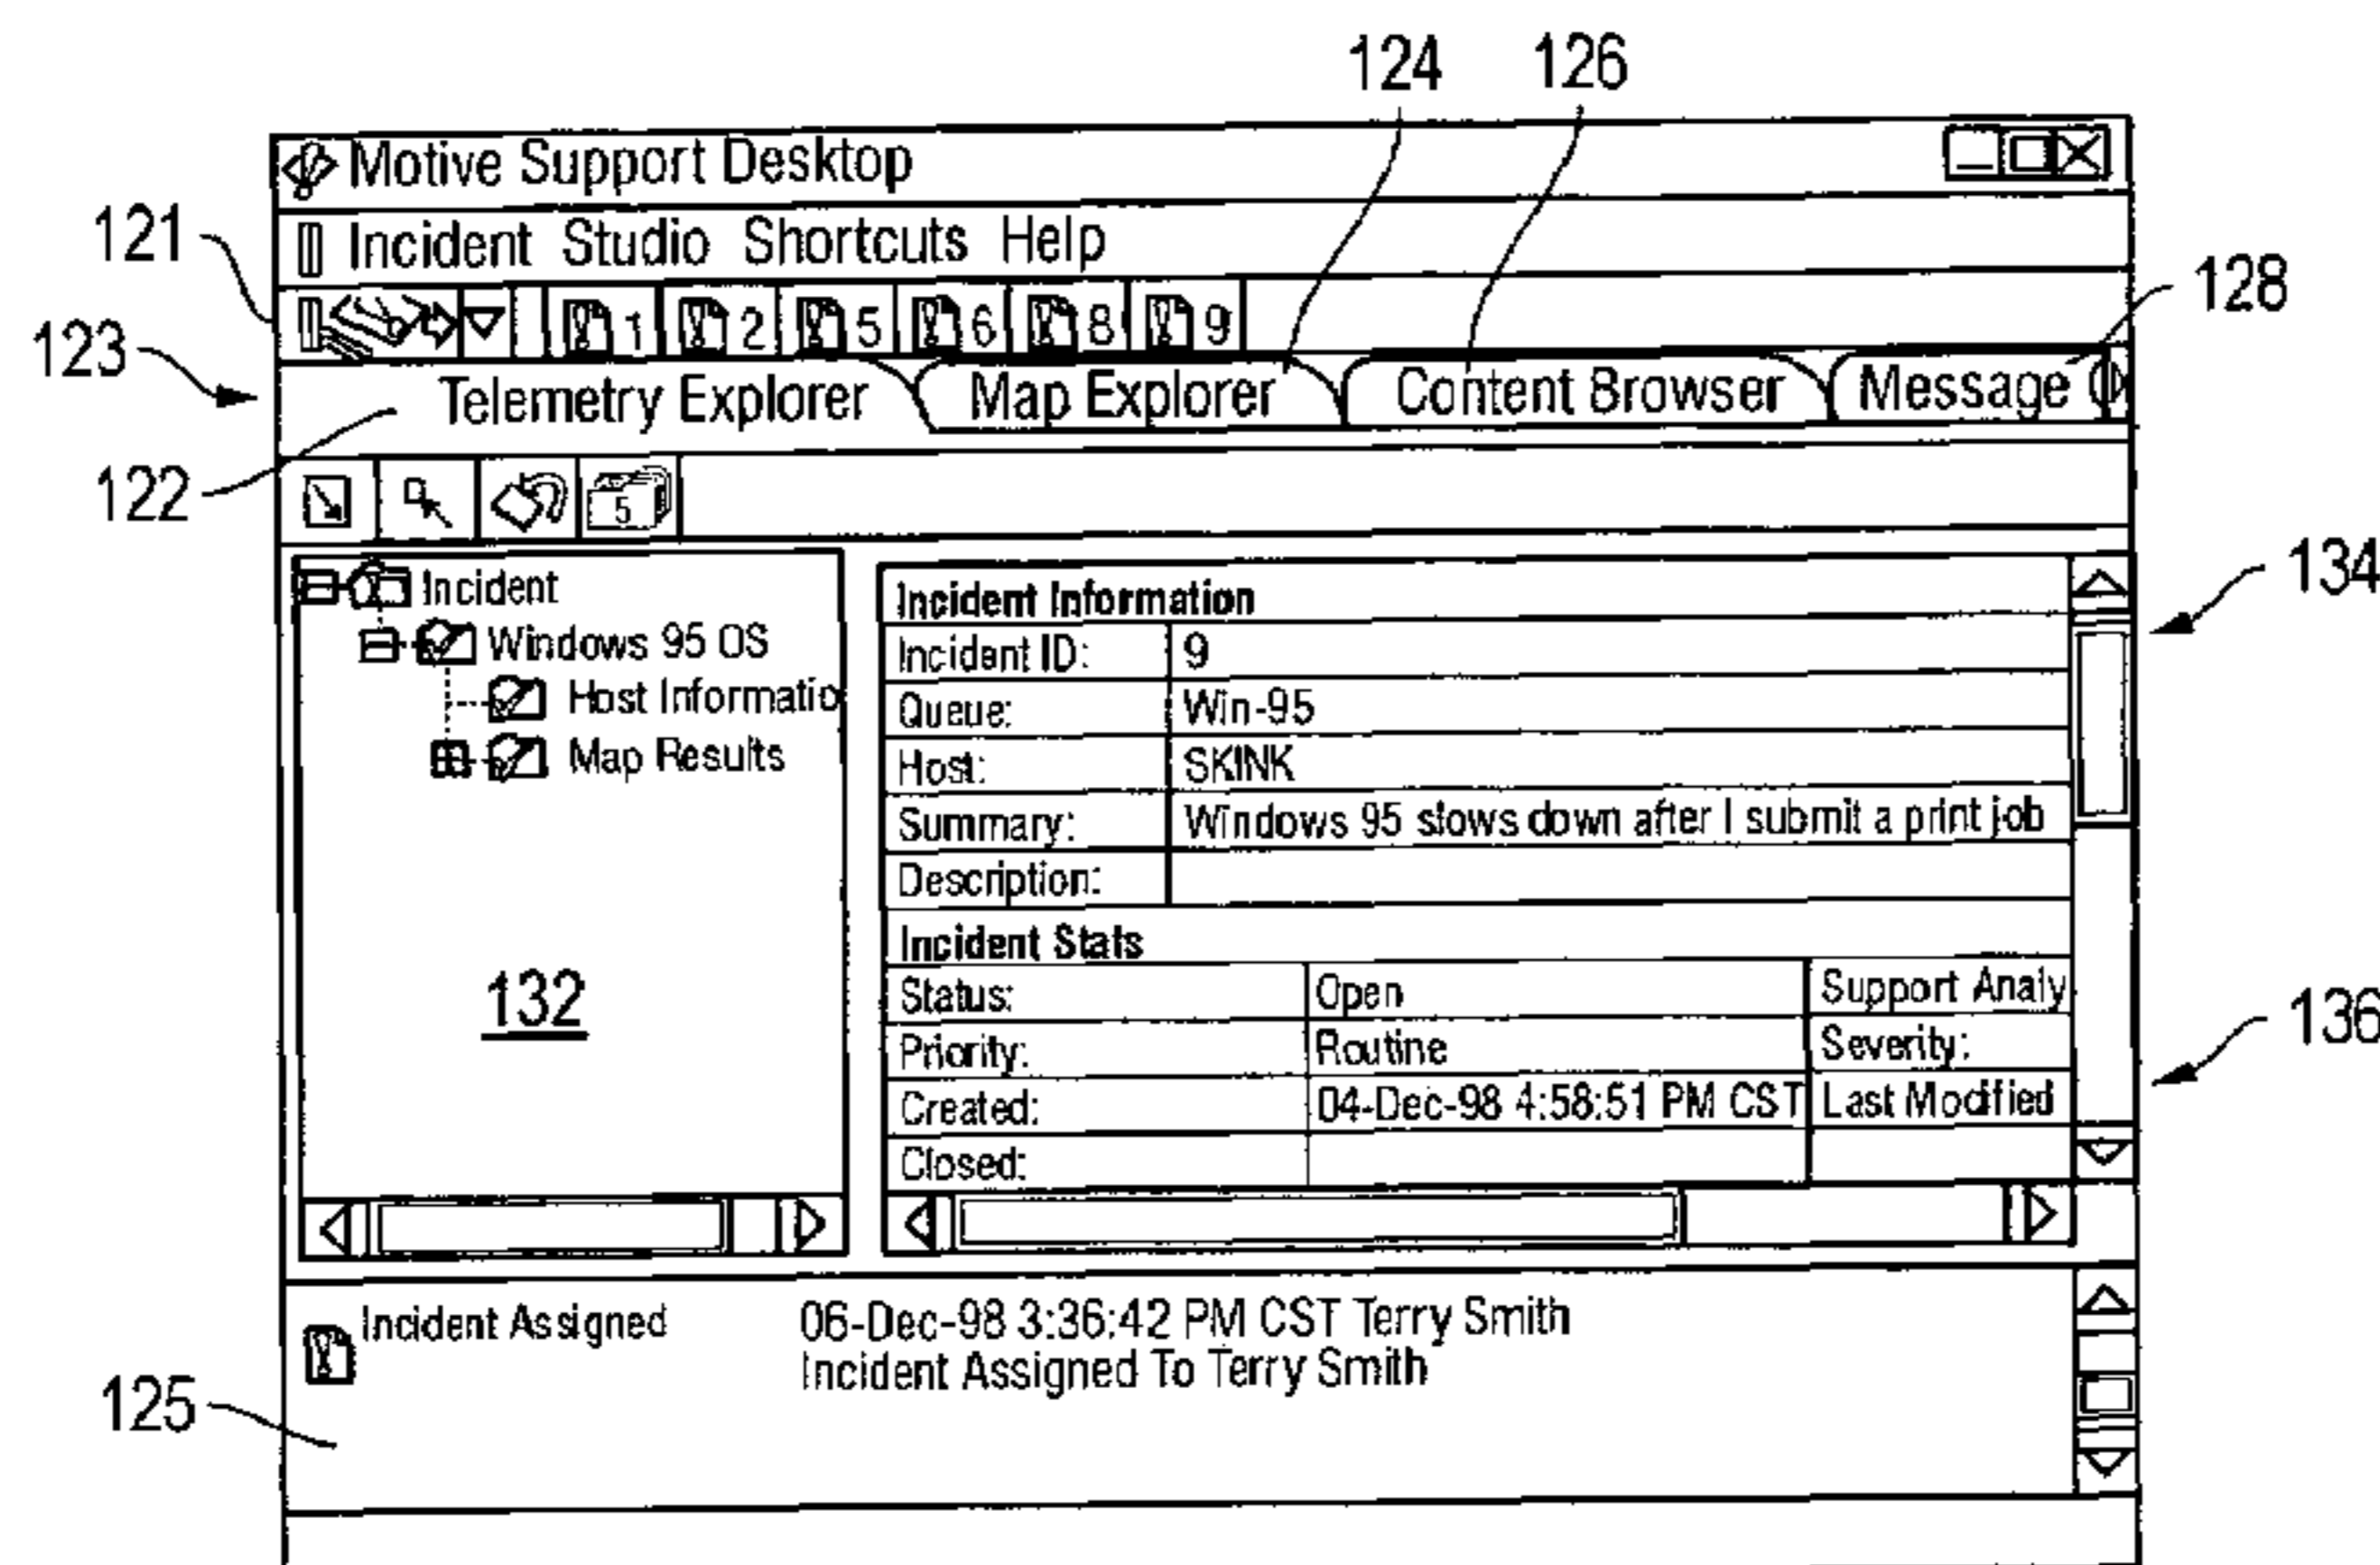 124 126
Motive Support Desktop
121
Incident Studio Shortcuts Help
128
1 2 5 6 8 9
123
Telemetry Explorer Map Explorer Content Browser Message
122
5
Incident
Windows 95 OS
Host Informatio
Map Results
132
134
Incident Information
Incident ID: 9
Queue: Win-95
Host: SKINK
Summary: Windows 95 slows down after I submit a print job
Description:
Incident Stats
Status: Open Support Analy
136
Priority: Routine Severity:
Created: 04-Dec-98 4:58:51 PM CST Last Modified
Closed:
Incident Assigned 06-Dec-98 3:36:42 PM CST Terry Smith
Incident Assigned To Terry Smith
125